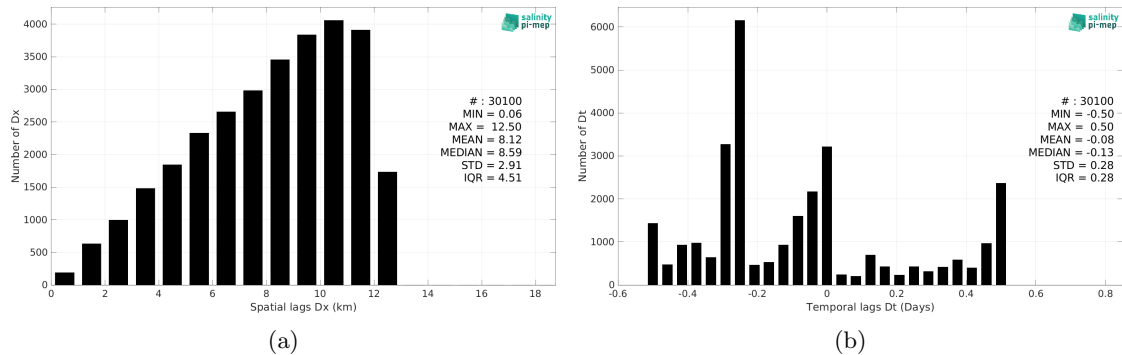 4000
3500
3000
2500
2000
1500
1000
500
0
Number of Dx
0 2 4 6 8 10 12 14 16 18
Spatial lags Dx (km)
salinity
pi-mep
# : 30100
MIN = 0.06
MAX = 12.50
MEAN = 8.12
MEDIAN = 8.59
STD = 2.91
IQR = 4.51
(a)
6000
5000
4000
3000
2000
1000
0
Number of Dt
-0.6 -0.4 -0.2 0 0.2 0.4 0.6 0.8
Temporal lags Dt (Days)
salinity
pi-mep
# : 30100
MIN = -0.50
MAX = 0.50
MEAN = -0.08
MEDIAN = -0.13
STD = 0.28
IQR = 0.28
(b)